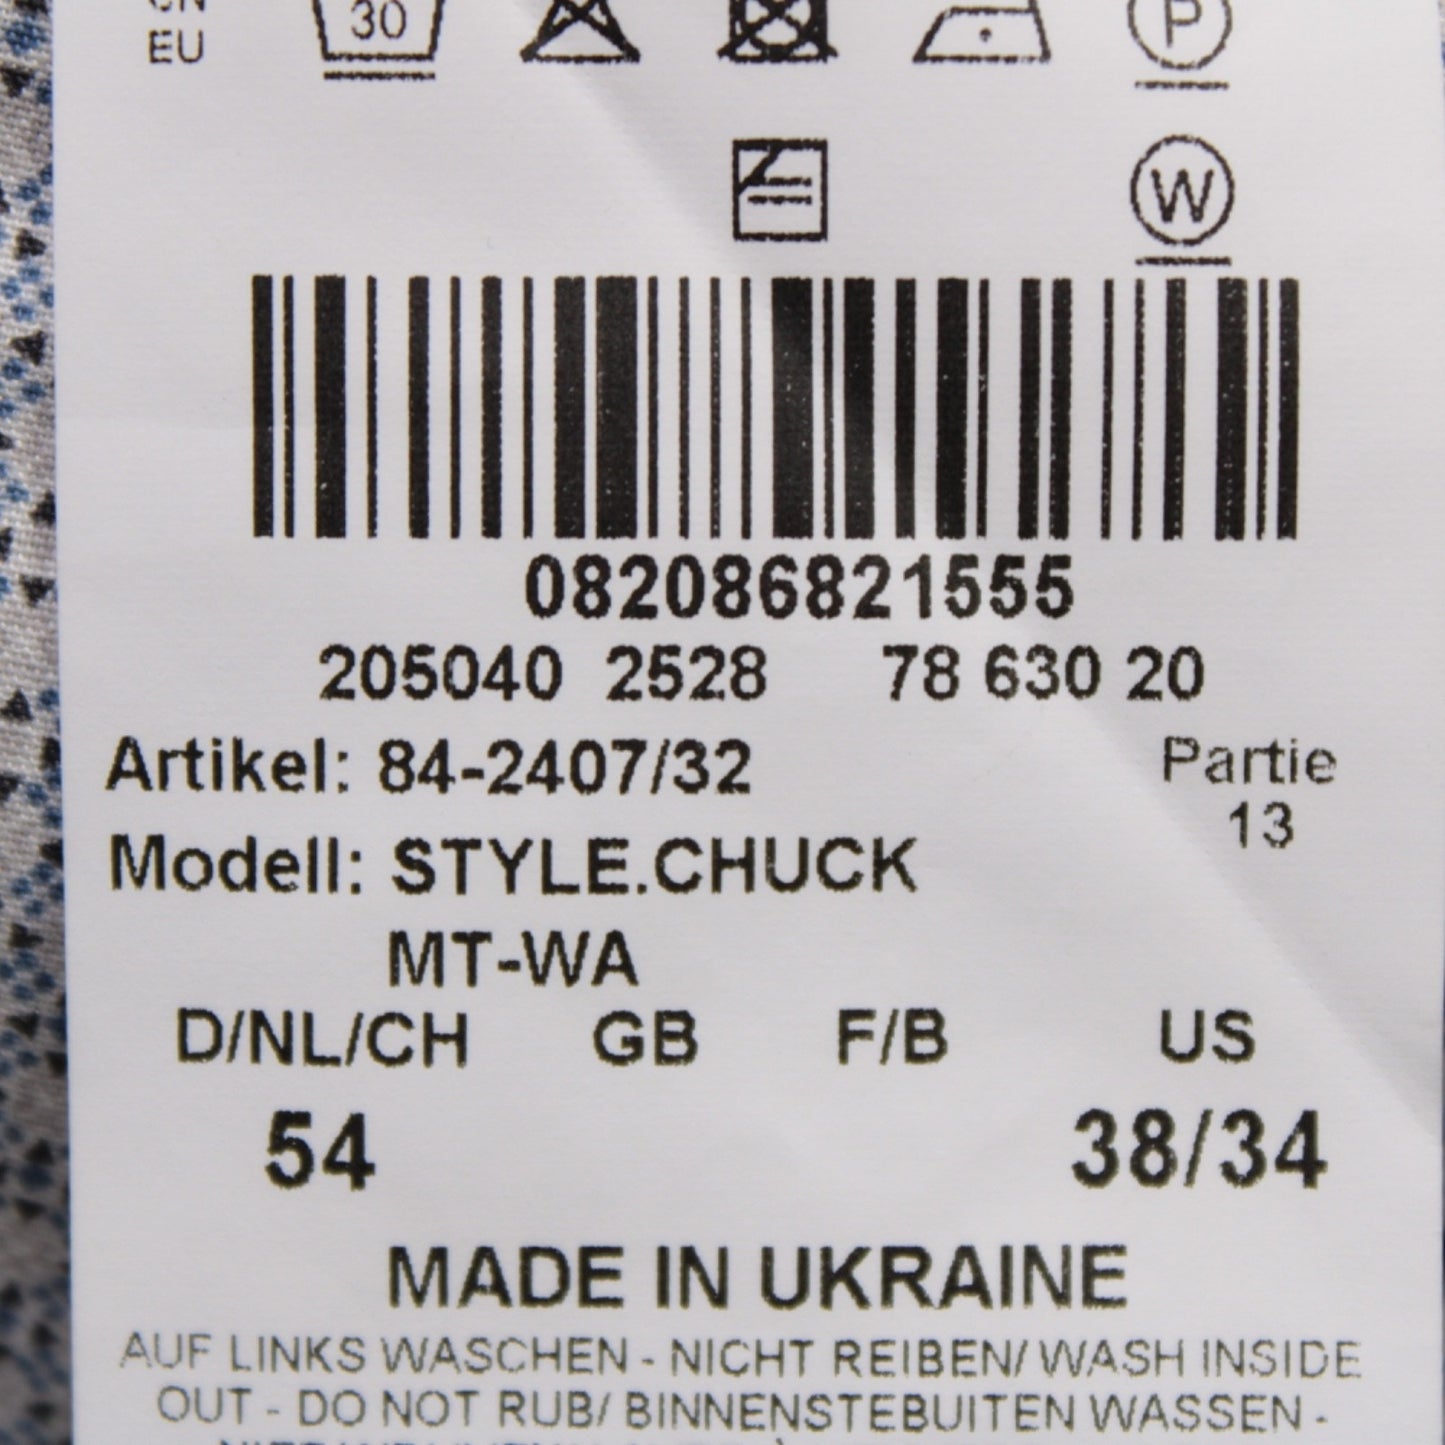 CN
EU
30
P
W
082086821555
205040 2528 78 630 20
Artikel: 84-2407/32 Partie
13
Modell: STYLE.CHUCK
MT-WA
D/NL/CH GB F/B US
54 38/34
MADE IN UKRAINE
AUF LINKS WASCHEN - NICHT REIBEN/ WASH INSIDE
OUT - DO NOT RUB/ BINNENSTEBUITEN WASSEN -